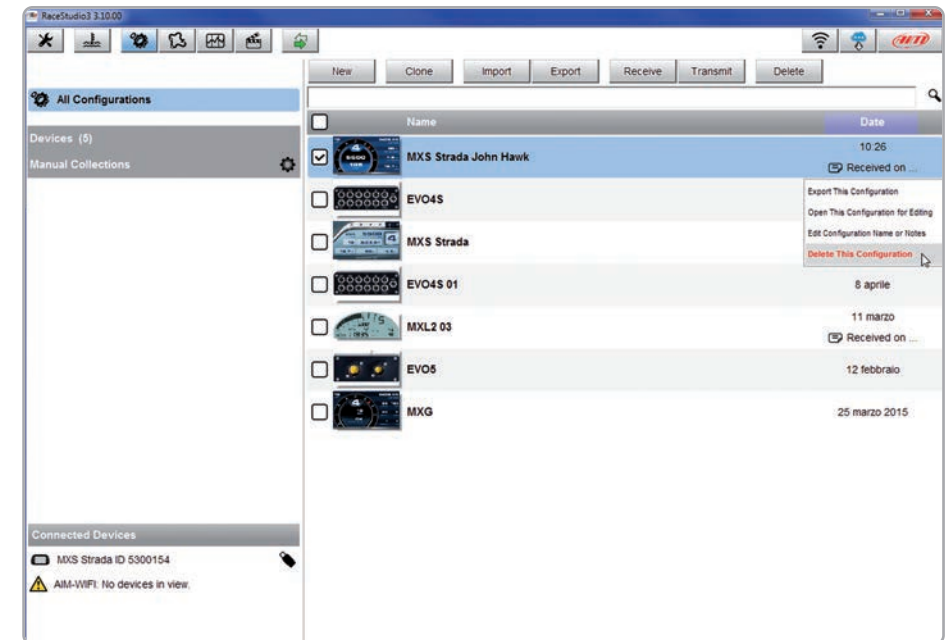 RaceStudio3 3.10.00
AiM
New Clone Import Export Receive Transmit Delete
All Configurations
Name Date
Devices (5)
Manual Collections
MXS Strada John Hawk
10:26
Received on ...
EVO4S
Export This Configuration
Open This Configuration for Editing
MXS Strada
Edit Configuration Name or Notes
Delete This Configuration
EVO4S 01
8 aprile
MXL2 03
11 marzo
Received on ...
EVO5
12 febbraio
MXG
25 marzo 2015
Connected Devices
MXS Strada ID 5300154
AiM-WIFI: No devices in view.